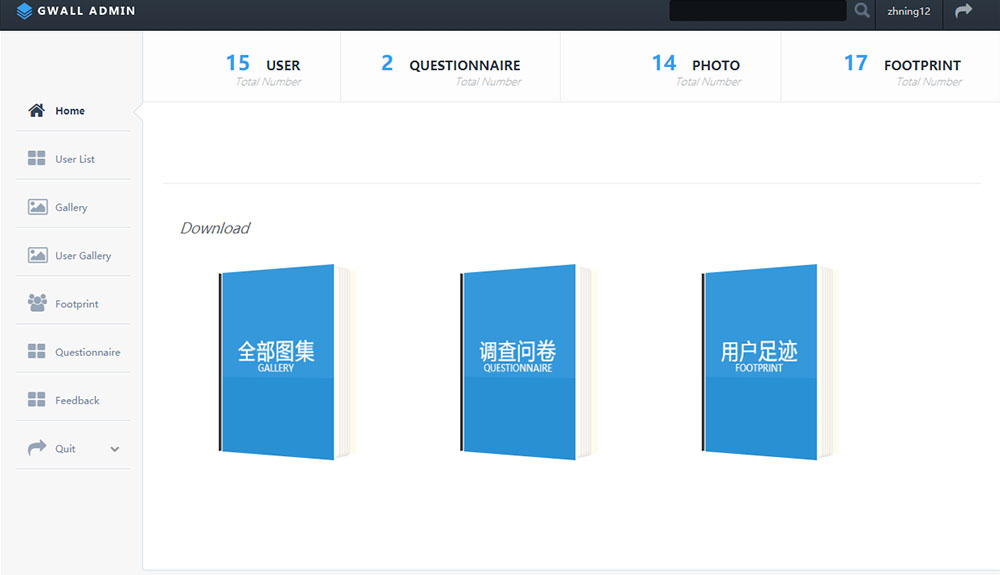 GWALL ADMIN
zhning12
15 USER
Total Number
2 QUESTIONNAIRE
Total Number
14 PHOTO
Total Number
17 FOOTPRINT
Total Number
Home
User List
Gallery
User Gallery
Footprint
Questionnaire
Feedback
Quit
Download
全部图集
GALLERY
调查问卷
QUESTIONNAIRE
用户足迹
FOOTPRINT